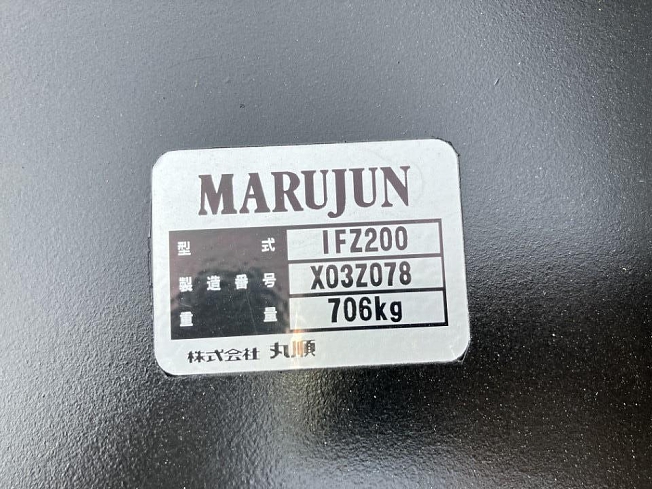 MARUJUN
型式 IFZ200
製造番号 X03Z078
重量 706kg
株式会社 丸順